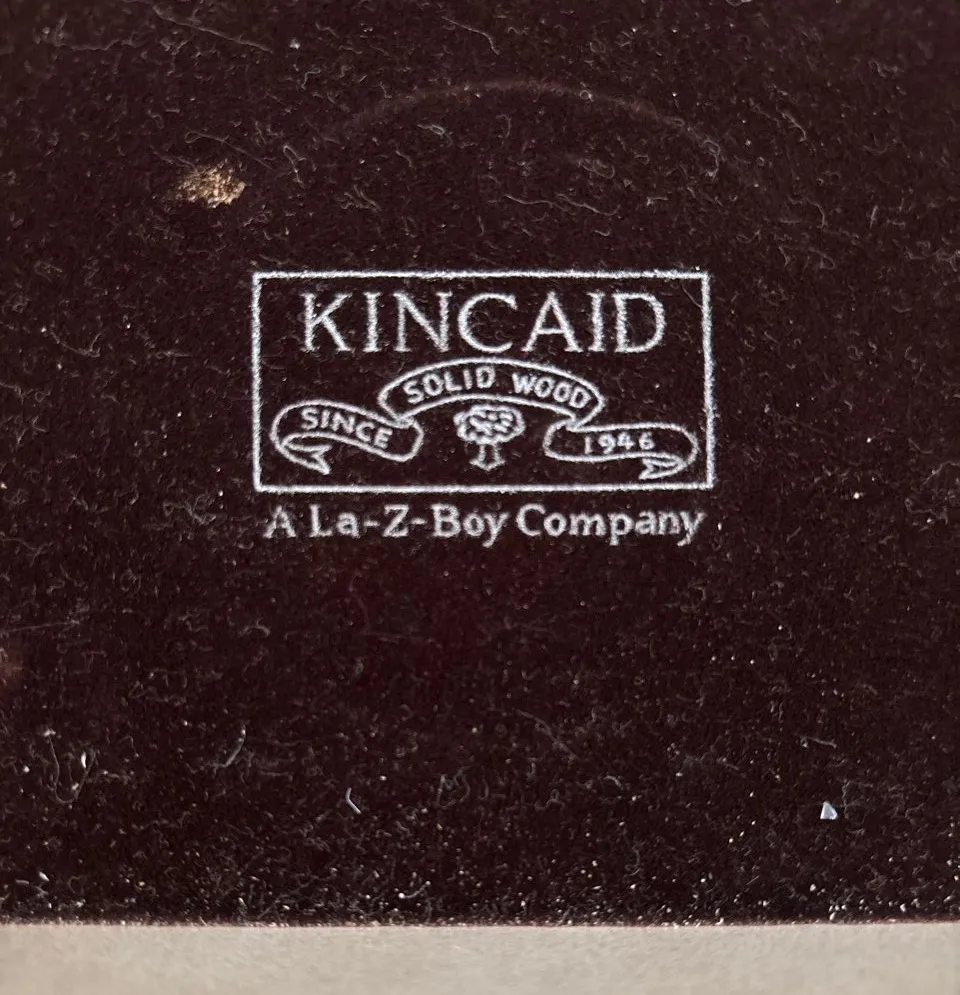 KINCAID
SOLID WOOD
SINCE 1946
A La-Z-Boy Company